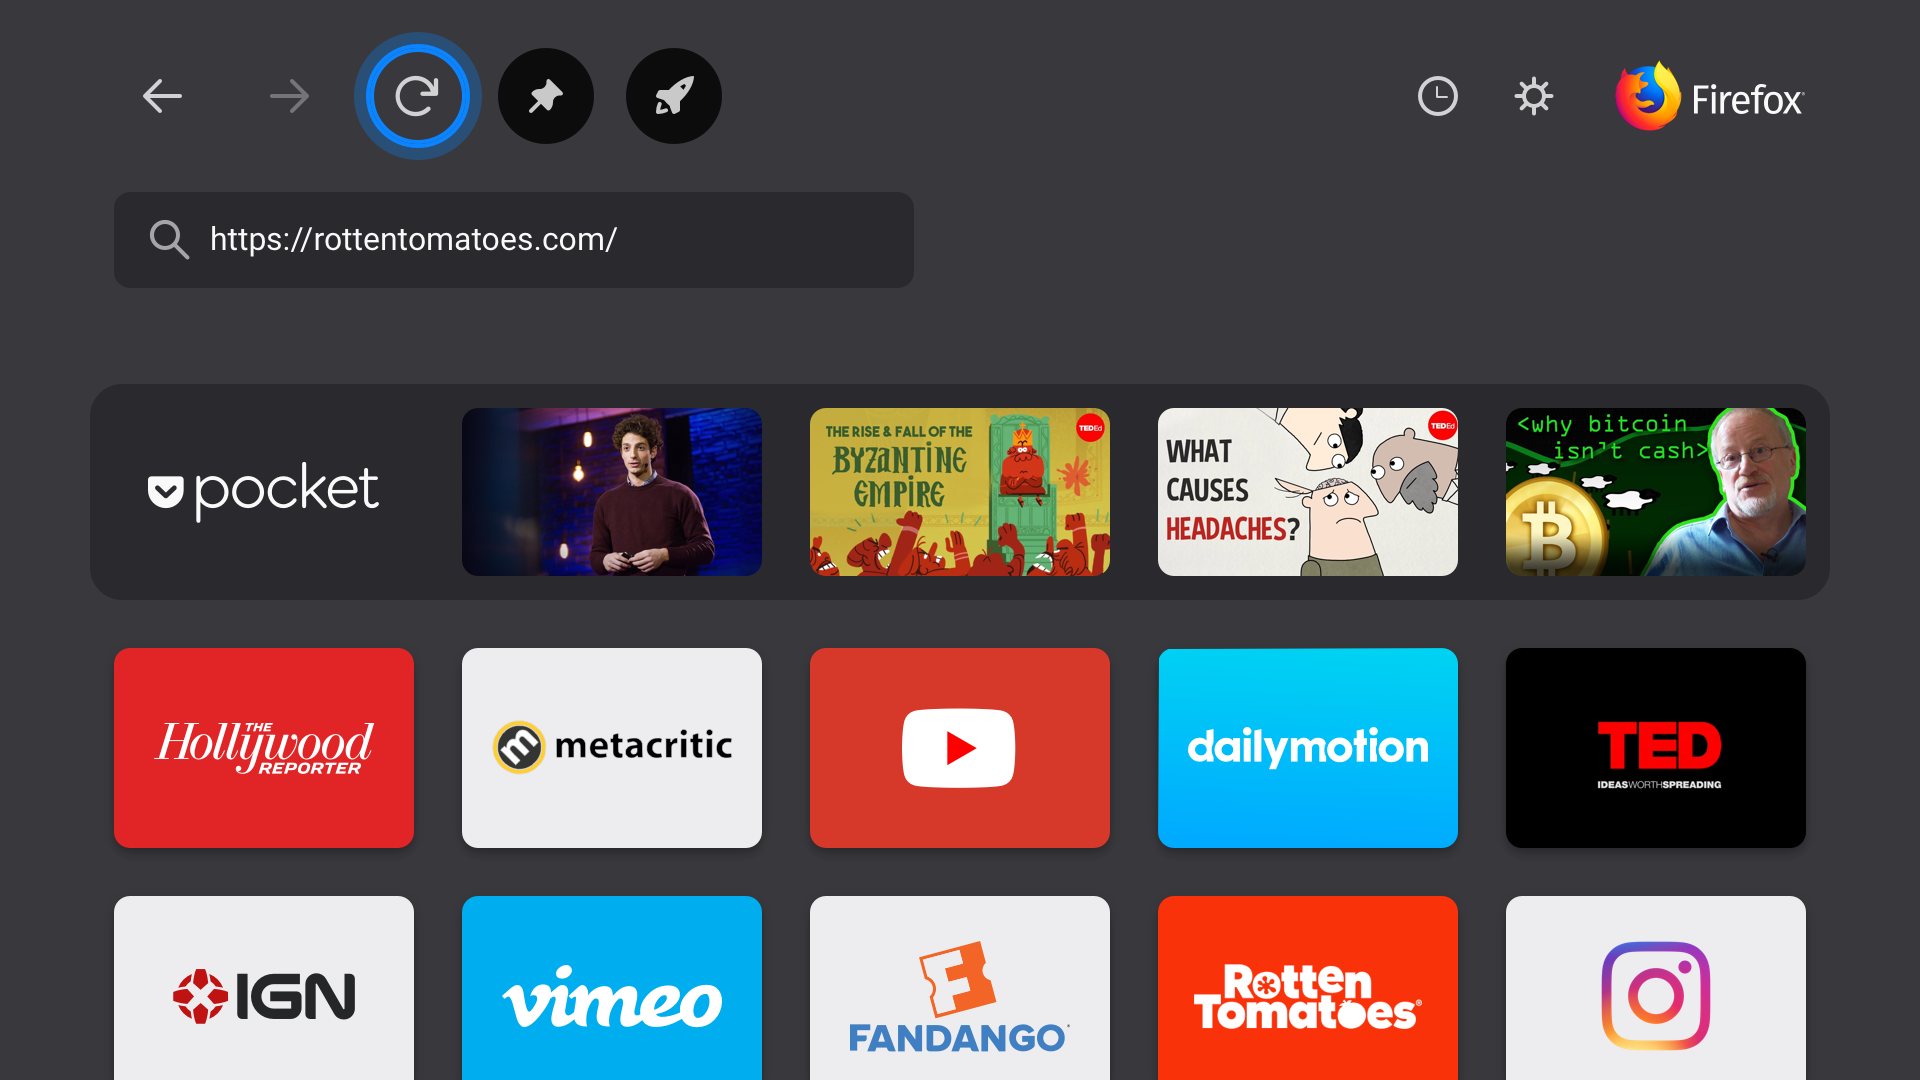 Firefox
https://rottentomatoes.com/
pocket
THE RISE & FALL OF THE
BYZANTINE
EMPIRE
TEDEd
WHAT
CAUSES
HEADACHES?
TEDEd
<why bitcoin
isn't cash>
THE
Hollywood
REPORTER
m metacritic
dailymotion
TED
IDEAS WORTH SPREADING
IGN
vimeo
F
FANDANGO
Rotten
Tomatoes®